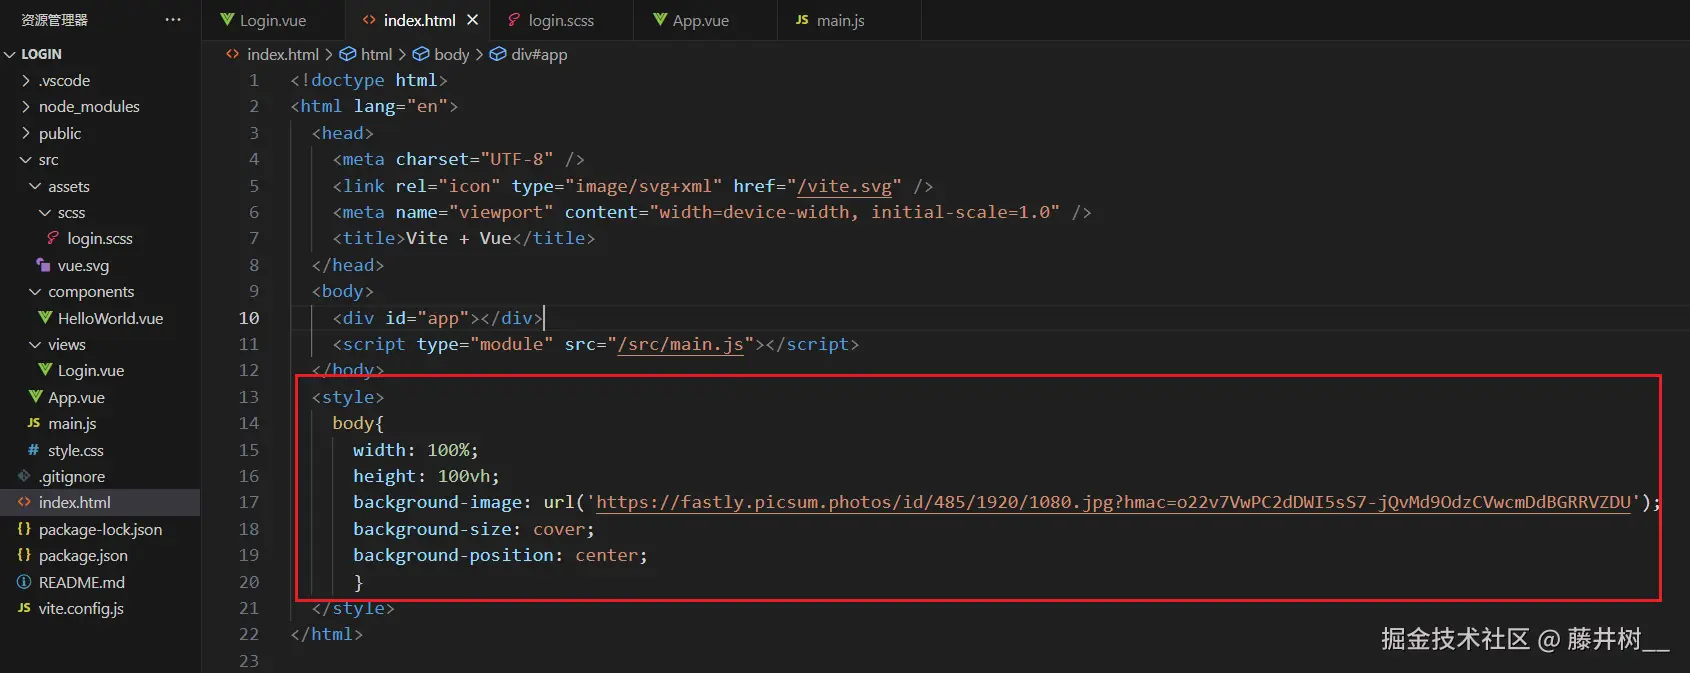 资源管理器 ···
LOGIN
.vscode
node_modules
public
src
assets
scss
login.scss
vue.svg
components
HelloWorld.vue
views
Login.vue
App.vue
JS main.js
# style.css
.gitignore
<> index.html
{} package-lock.json
{} package.json
README.md
JS vite.config.js
Login.vue <> index.html × login.scss App.vue JS main.js
<> index.html > html > body > div#app
1 <!doctype html>
2 <html lang="en">
3 <head>
4 <meta charset="UTF-8" />
5 <link rel="icon" type="image/svg+xml" href="/vite.svg" />
6 <meta name="viewport" content="width=device-width, initial-scale=1.0" />
7 <title>Vite + Vue</title>
8 </head>
9 <body>
10 <div id="app"></div>
11 <script type="module" src="/src/main.js"></script>
12 </body>
13 <style>
14 body{
15 width: 100%;
16 height: 100vh;
17 background-image: url('https://fastly.picsum.photos/id/485/1920/1080.jpg?hmac=o22v7VwPC2dDWI5sS7-jQvMd9OdzCVwcmDdBGRRVZDU');
18 background-size: cover;
19 background-position: center;
20 }
21 </style>
22 </html>
23
掘金技术社区 @ 藤井树__